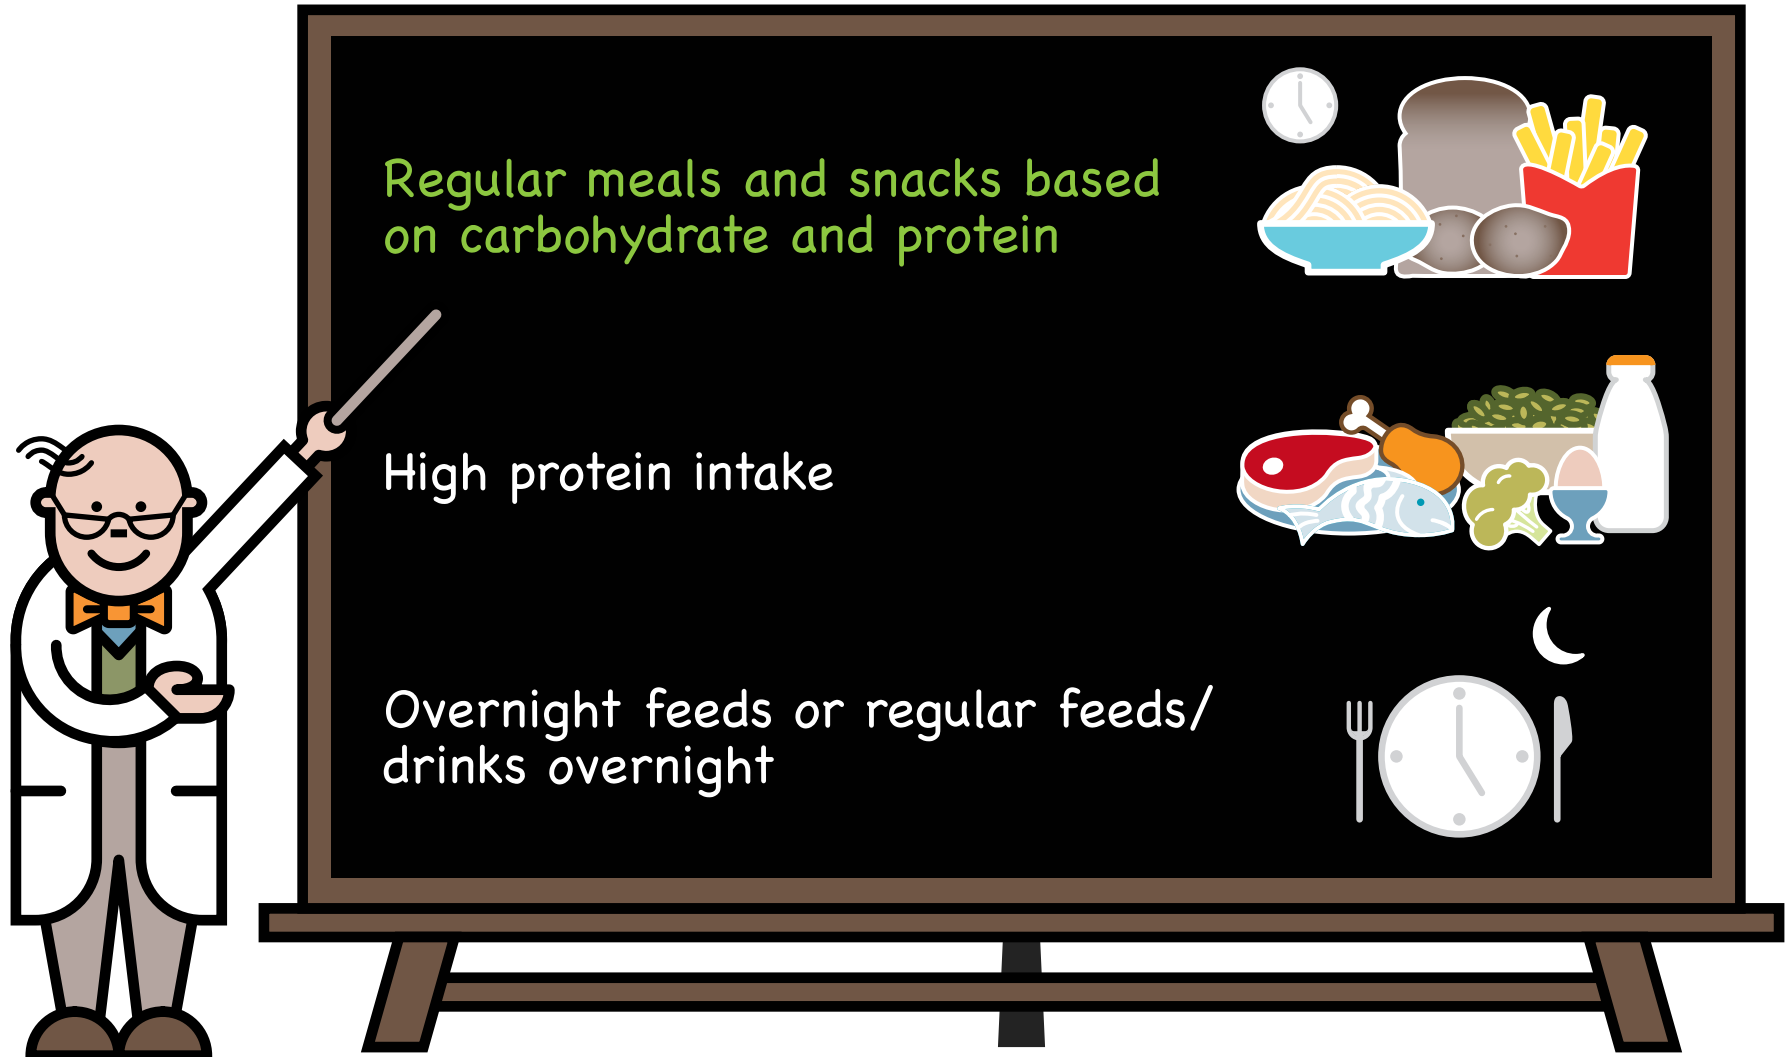 Regular meals and snacks based
on carbohydrate and protein
High protein intake
Overnight feeds or regular feeds/
drinks overnight